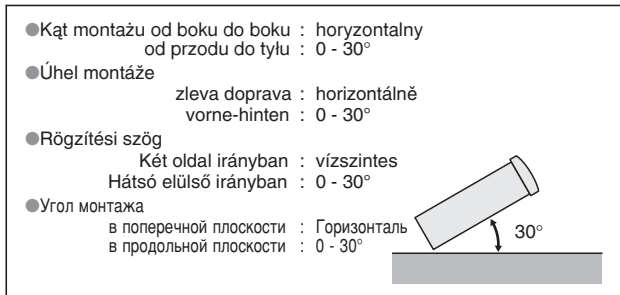 ●Kąt montażu od boku do boku : horyzontalny
od przodu do tyłu : 0 - 30°
●Úhel montáže
zleva doprava : horizontálně
vorne-hinten : 0 - 30°
●Rögzítési szög
Két oldal irányban : vízszintes
Hátsó elülső irányban : 0 - 30°
●Угол монтажа
в поперечной плоскости : Горизонталь
в продольной плоскости : 0 - 30°
30°